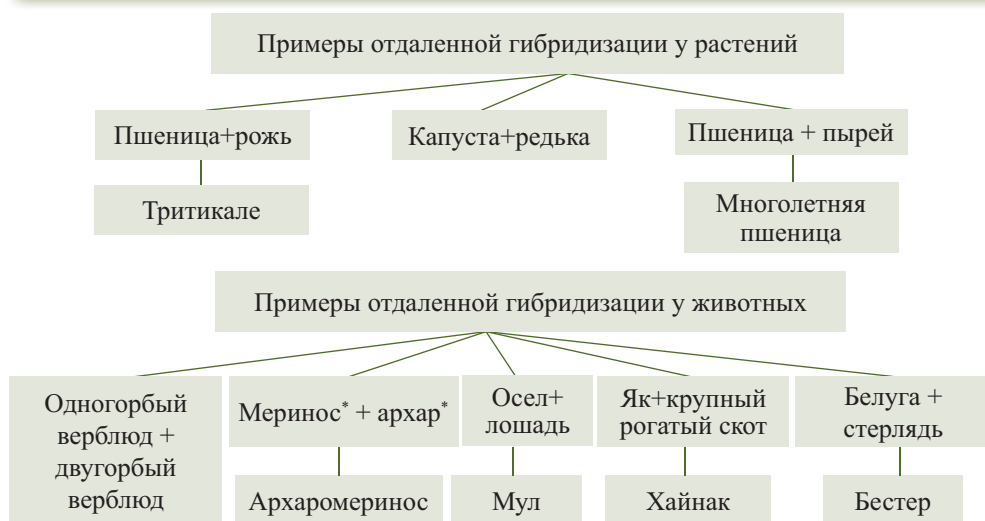 Примеры отдаленной гибридизации у растений
Пшеница+рожь
Капуста+редька
Пшеница + пырей
Тритикале
Многолетняя
пшеница
Примеры отдаленной гибридизации у животных
Одногорбый
верблюд +
двугорбый
верблюд
Меринос* + архар*
Осел+
лошадь
Як+крупный
рогатый скот
Белуга +
стерлядь
Архаромеринос
Мул
Хайнак
Бестер